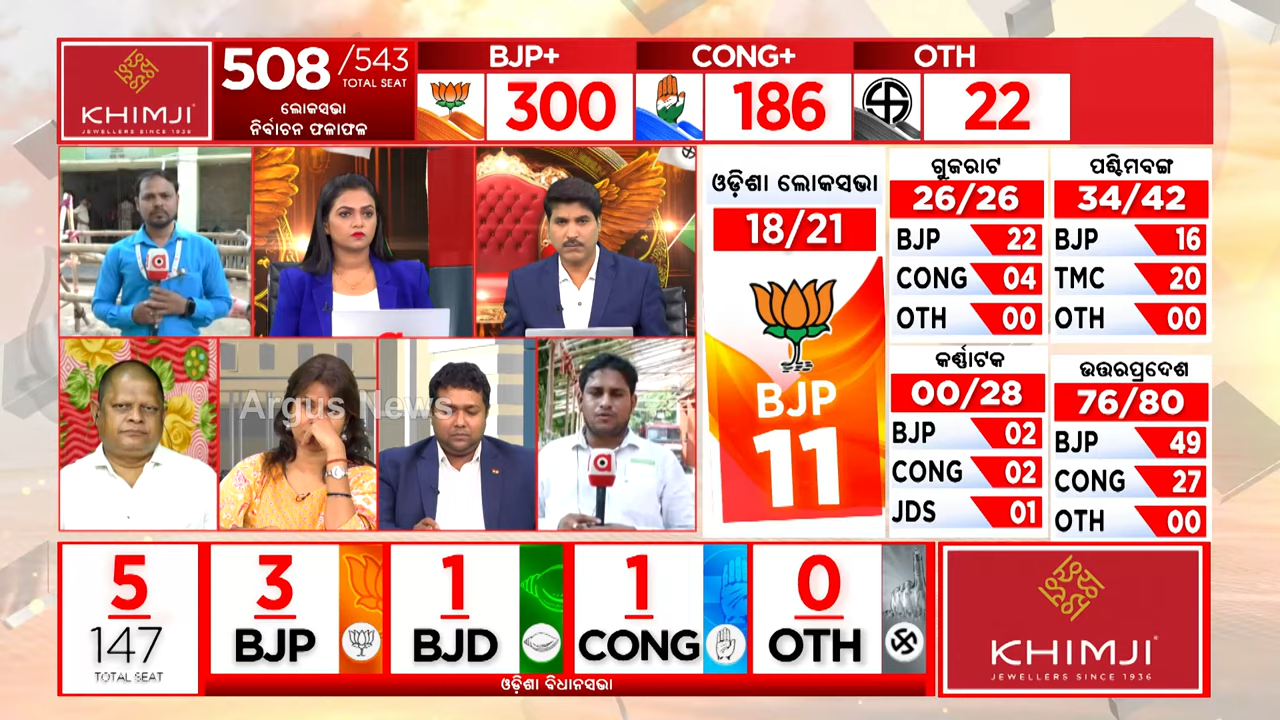 KHIMJI
JEWELLERS SINCE 1936
508 /543
TOTAL SEAT
ଲୋକସଭା
ନିର୍ବାଚନ ଫଳାଫଳ
BJP+
300
CONG+
186
OTH
22
Argus News
ଓଡ଼ିଶା ଲୋକସଭା
18/21
BJP
11
ଗୁଜରାଟ
26/26
BJP 22
CONG 04
OTH 00
ପଶ୍ଚିମବଙ୍ଗ
34/42
BJP 16
TMC 20
OTH 00
କର୍ଣ୍ଣାଟକ
00/28
BJP 02
CONG 02
JDS 01
ଉତ୍ତରପ୍ରଦେଶ
76/80
BJP 49
CONG 27
OTH 00
5
147
TOTAL SEAT
3
BJP
1
BJD
1
CONG
0
OTH
ଓଡ଼ିଶା ବିଧାନସଭା
KHIMJI
JEWELLERS SINCE 1936